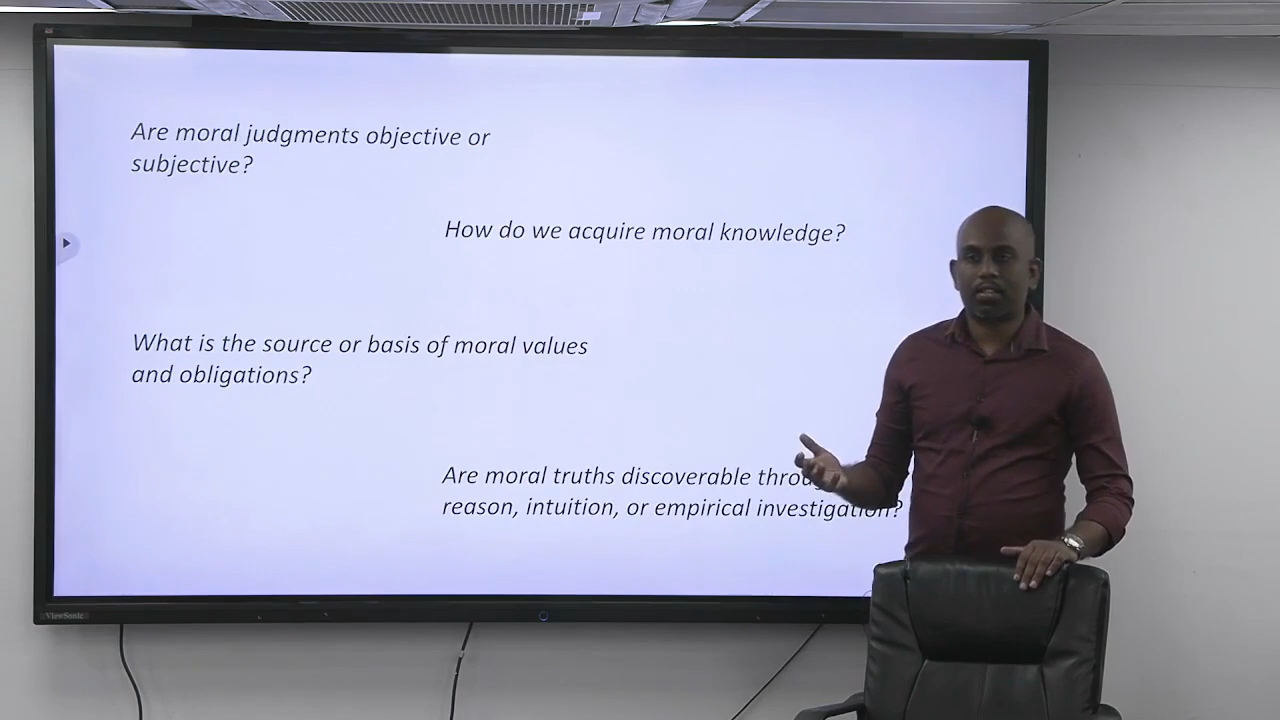 Are moral judgments objective or
subjective?
How do we acquire moral knowledge?
What is the source or basis of moral values
and obligations?
Are moral truths discoverable
reason, intuition, or empirical investigation?
ViewSonic